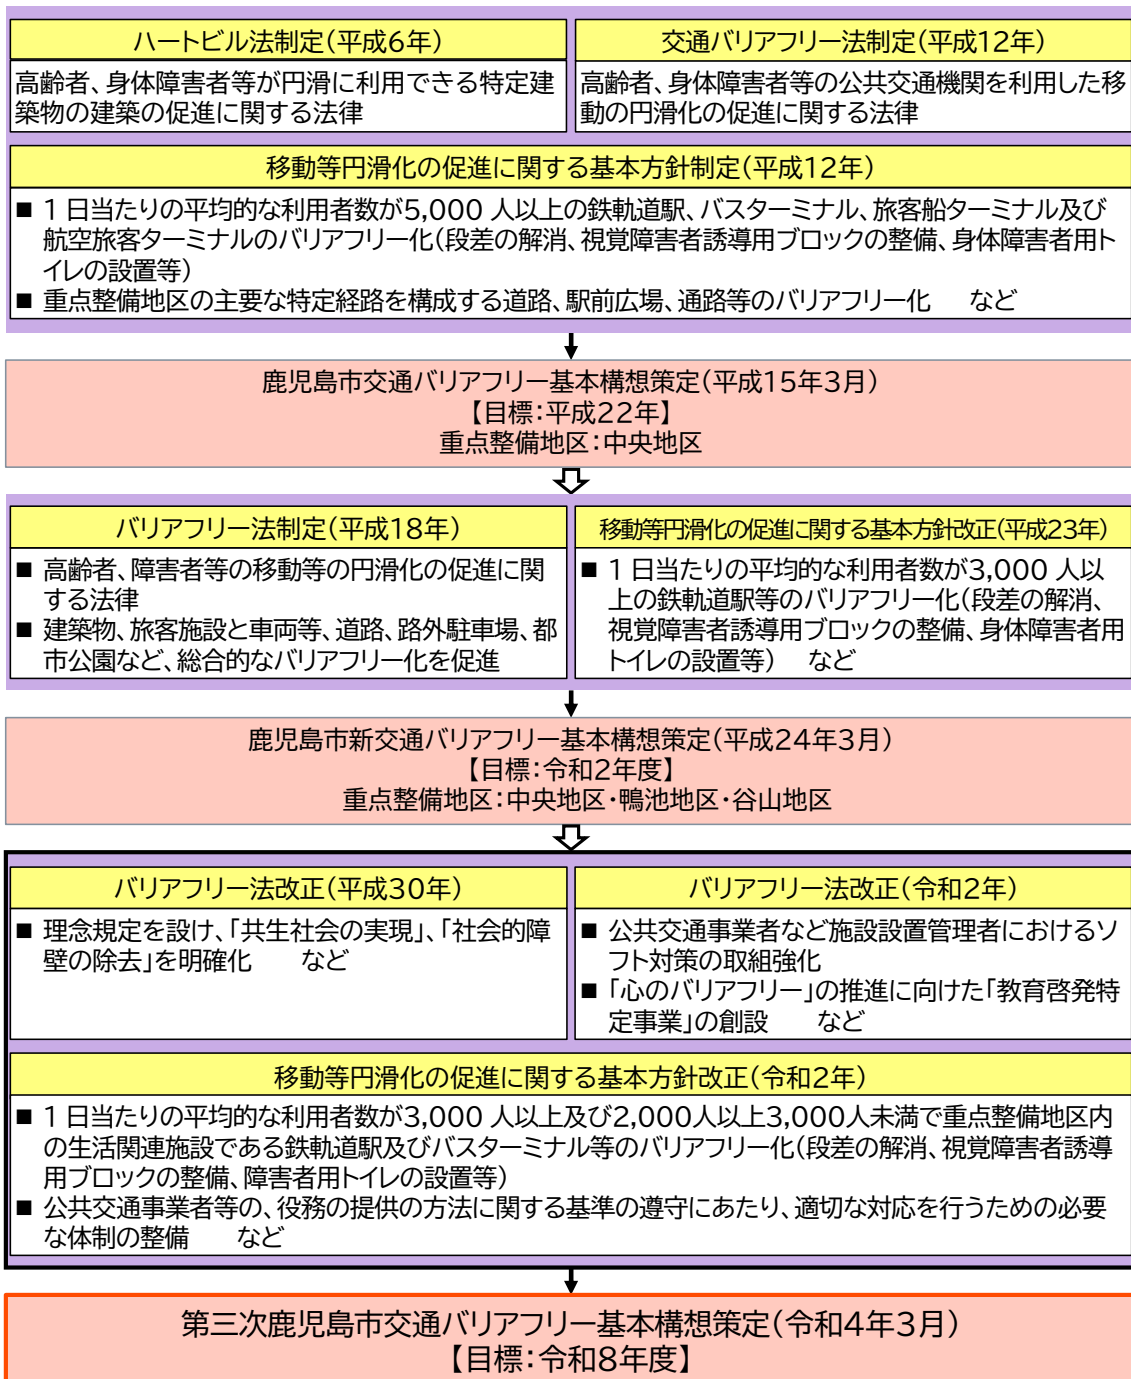 ハートビル法制定(平成6年)
高齢者、身体障害者等が円滑に利用できる特定建
築物の建築の促進に関する法律
交通バリアフリー法制定(平成12年)
高齢者、身体障害者等の公共交通機関を利用した移
動の円滑化の促進に関する法律
移動等円滑化の促進に関する基本方針制定(平成12年)
■ 1日当たりの平均的な利用者数が5,000 人以上の鉄軌道駅、バスターミナル、旅客船ターミナル及び
航空旅客ターミナルのバリアフリー化(段差の解消、視覚障害者誘導用ブロックの整備、身体障害者用ト
イレの設置等)
■ 重点整備地区の主要な特定経路を構成する道路、駅前広場、通路等のバリアフリー化 など
鹿児島市交通バリアフリー基本構想策定(平成15年3月)
【目標:平成22年】
重点整備地区:中央地区
バリアフリー法制定(平成18年)
■ 高齢者、障害者等の移動等の円滑化の促進に関
する法律
■ 建築物、旅客施設と車両等、道路、路外駐車場、都
市公園など、総合的なバリアフリー化を促進
移動等円滑化の促進に関する基本方針改正(平成23年)
■ 1日当たりの平均的な利用者数が3,000 人以
上の鉄軌道駅等のバリアフリー化(段差の解消、
視覚障害者誘導用ブロックの整備、身体障害者用
トイレの設置等) など
鹿児島市新交通バリアフリー基本構想策定(平成24年3月)
【目標:令和2年度】
重点整備地区:中央地区・鴨池地区・谷山地区
バリアフリー法改正(平成30年)
■ 理念規定を設け、「共生社会の実現」、「社会的障
壁の除去」を明確化 など
バリアフリー法改正(令和2年)
■ 公共交通事業者など施設設置管理者におけるソ
フト対策の取組強化
■ 「心のバリアフリー」の推進に向けた「教育啓発特
定事業」の創設 など
移動等円滑化の促進に関する基本方針改正(令和2年)
■ 1日当たりの平均的な利用者数が3,000 人以上及び2,000人以上3,000人未満で重点整備地区内
の生活関連施設である鉄軌道駅及びバスターミナル等のバリアフリー化(段差の解消、視覚障害者誘導
用ブロックの整備、障害者用トイレの設置等)
■ 公共交通事業者等の、役務の提供の方法に関する基準の遵守にあたり、適切な対応を行うための必要
な体制の整備 など
第三次鹿児島市交通バリアフリー基本構想策定(令和4年3月)
【目標:令和8年度】